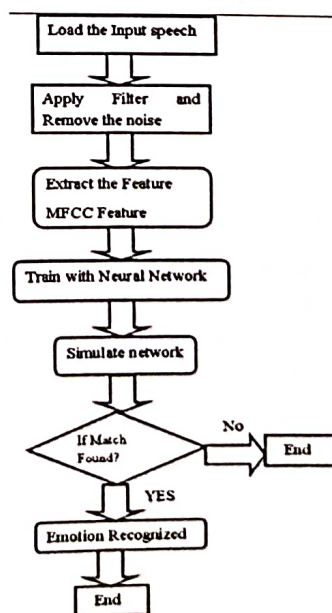 Load the Input speech
Apply Filter and
Remove the noise
Extract the Feature
MFCC Feature
Train with Neural Network
Simulate network
If Match
Found?
No
End
YES
Emotion Recognized
End